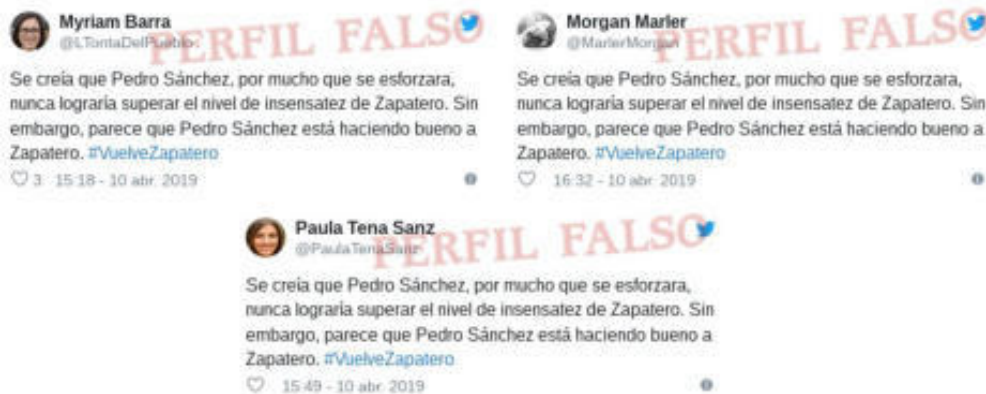 Myriam Barra
@LTontaDelPueblo
PERFIL FALSO
Se creía que Pedro Sánchez, por mucho que se esforzara,
nunca lograría superar el nivel de insensatez de Zapatero. Sin
embargo, parece que Pedro Sánchez está haciendo bueno a
Zapatero. #VuelveZapatero
3 15:18 - 10 abr. 2019
Morgan Marler
@MarlerMorgan
PERFIL FALSO
Se creía que Pedro Sánchez, por mucho que se esforzara,
nunca lograría superar el nivel de insensatez de Zapatero. Sin
embargo, parece que Pedro Sánchez está haciendo bueno a
Zapatero. #VuelveZapatero
16:32 - 10 abr. 2019
Paula Tena Sanz
@PaulaTenaSanz
PERFIL FALSO
Se creía que Pedro Sánchez, por mucho que se esforzara,
nunca lograría superar el nivel de insensatez de Zapatero. Sin
embargo, parece que Pedro Sánchez está haciendo bueno a
Zapatero. #VuelveZapatero
15:49 - 10 abr. 2019